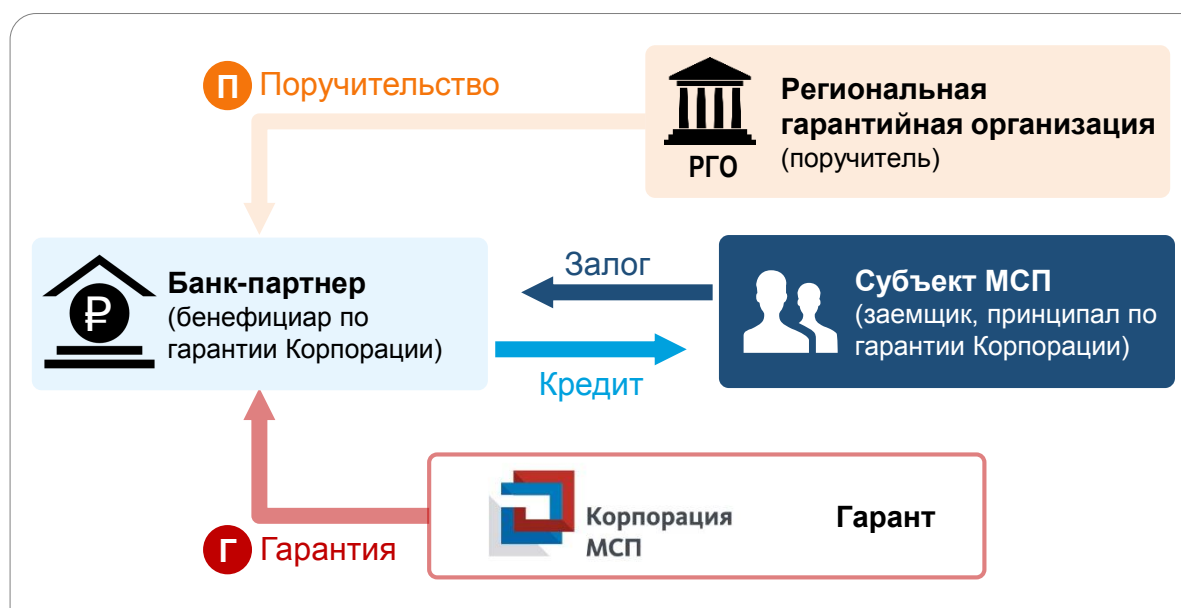 П Поручительство
Региональная
гарантийная организация
(поручитель)
РГО
Банк-партнер
(бенефициар по
гарантии Корпорации)
₽
Залог
Кредит
Субъект МСП
(заемщик, принципал по
гарантии Корпорации)
Г Гарантия
Корпорация
МСП
Гарант